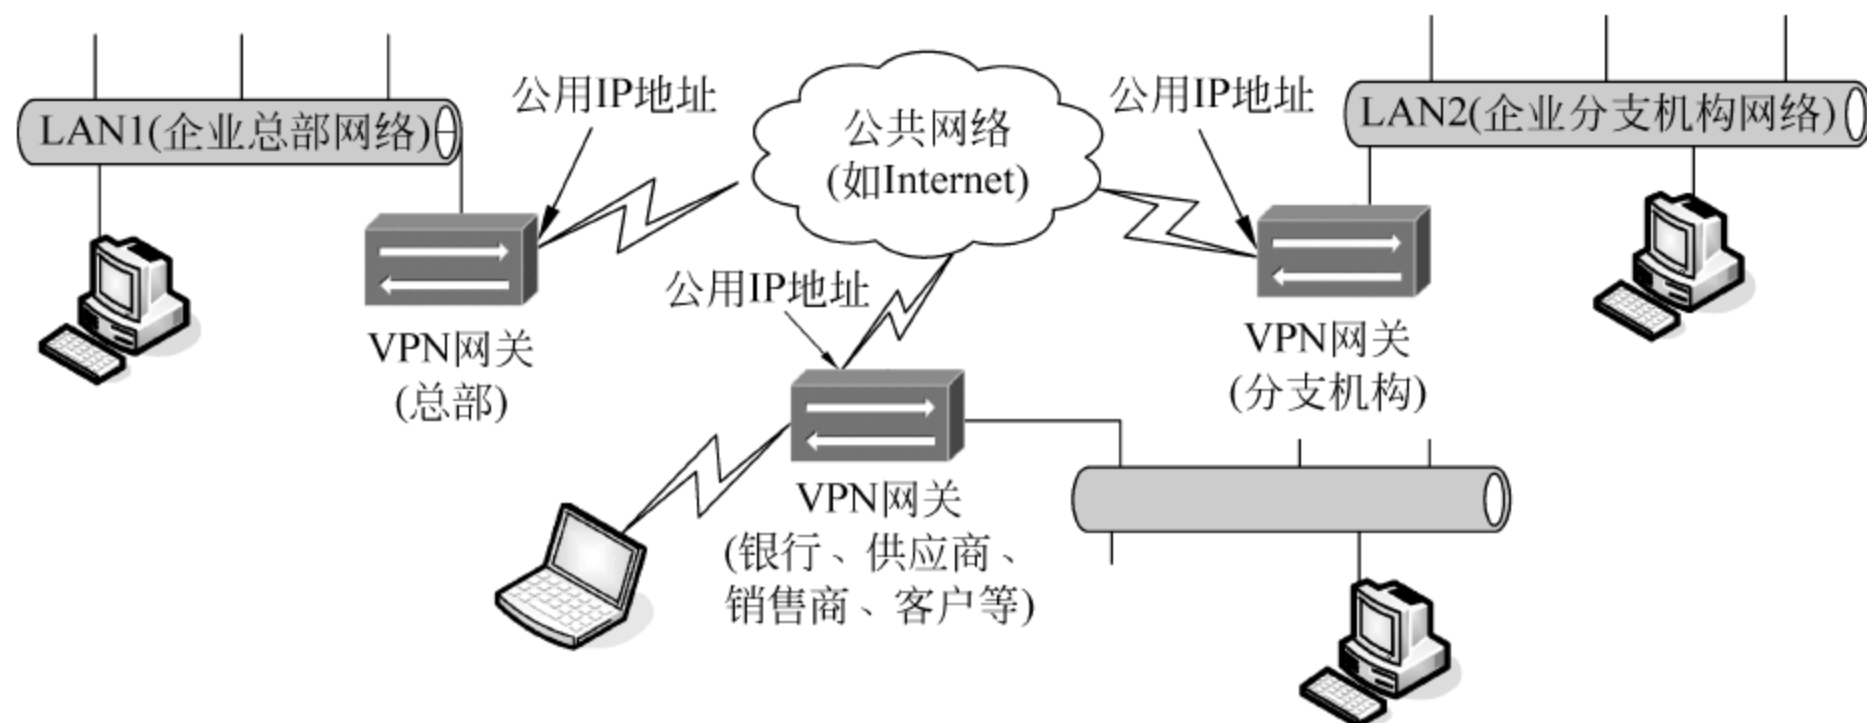 LAN1(企业总部网络)
公用IP地址
公共网络
(如Internet)
公用IP地址
LAN2(企业分支机构网络)
VPN网关
(总部)
公用IP地址
VPN网关
(分支机构)
VPN网关
(银行、供应商、
销售商、客户等)